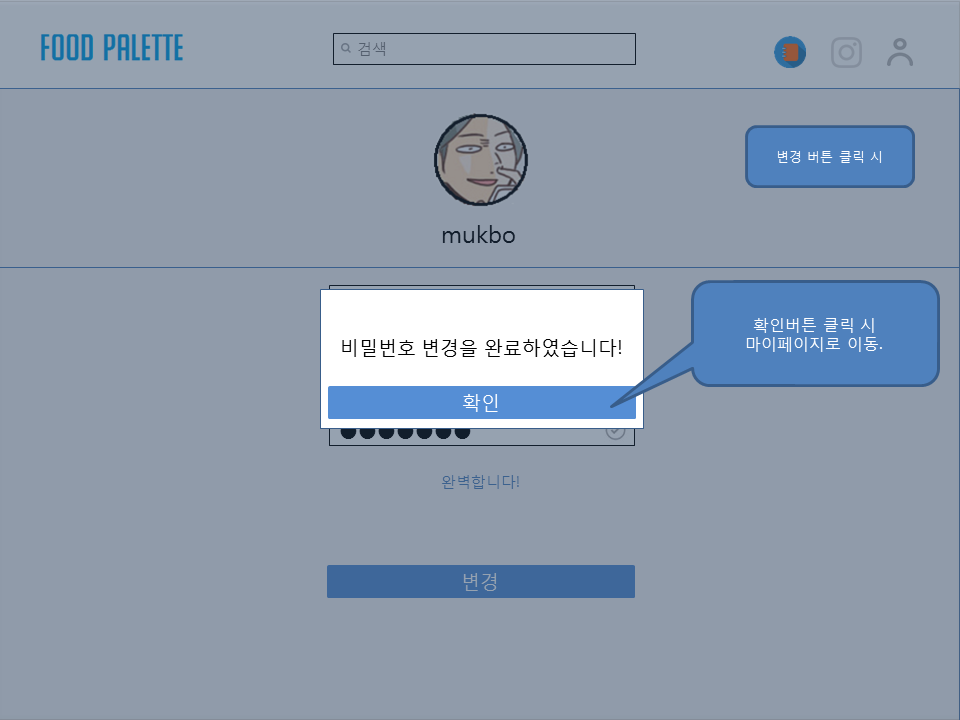 FOOD PALETTE
검색
변경 버튼 클릭 시
mukbo
확인버튼 클릭 시
마이페이지로 이동.
비밀번호 변경을 완료하였습니다!
확인
완벽합니다!
변경